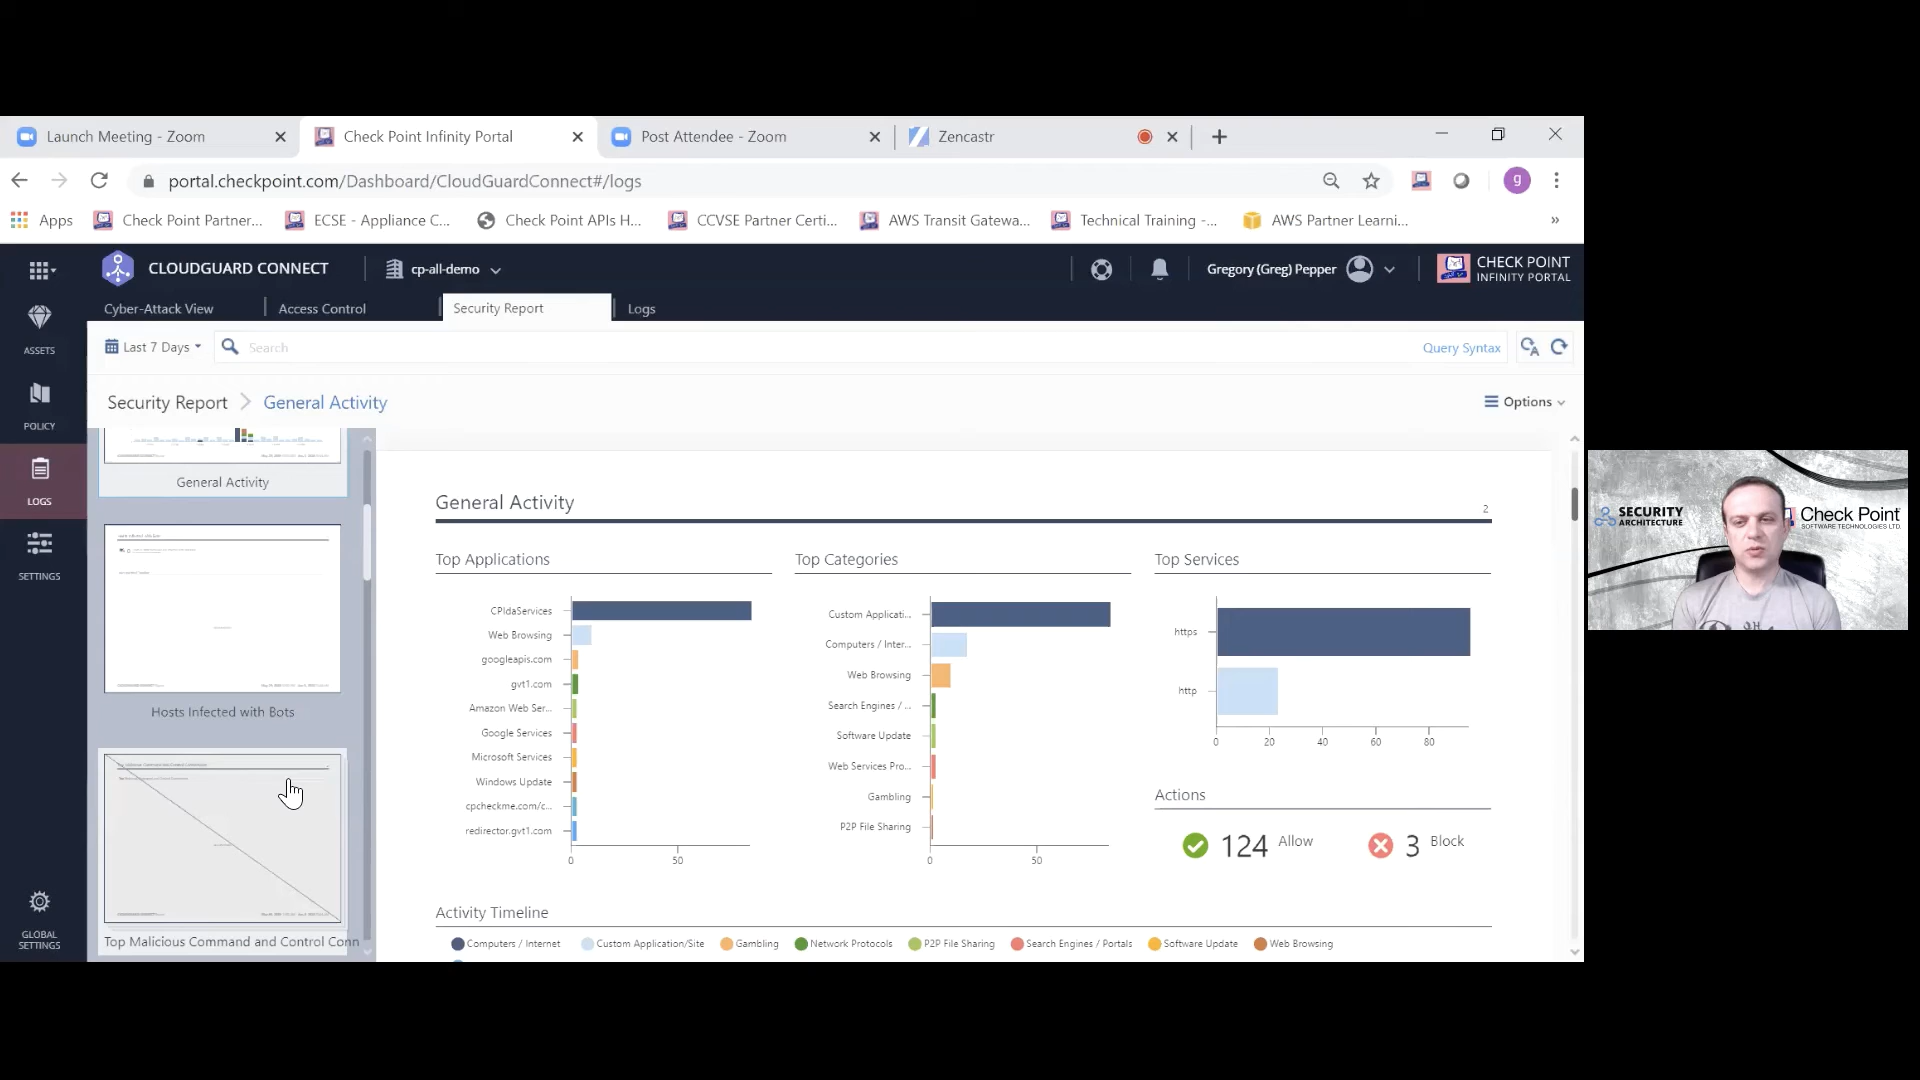 Launch Meeting - Zoom
Check Point Infinity Portal
Post Attendee - Zoom
Zencastr
portal.checkpoint.com/Dashboard/CloudGuardConnect#/logs
g
Apps
Check Point Partner...
ECSE - Appliance C...
Check Point APIs H...
CCVSE Partner Certi...
AWS Transit Gatewa...
Technical Training -...
AWS Partner Learni...
»
CLOUDGUARD CONNECT
cp-all-demo
Gregory (Greg) Pepper
CHECK POINT
INFINITY PORTAL
Cyber-Attack View
Access Control
Security Report
Logs
ASSETS
POLICY
LOGS
SETTINGS
GLOBAL
SETTINGS
Last 7 Days
Search
Query Syntax
Security Report
General Activity
Options
General Activity
Hosts Infected with Bots
Top Malicious Command and Control Conn
General Activity
2
Top Applications
CPIdaServices
Web Browsing
googleapis.com
gvt1.com
Amazon Web Ser...
Google Services
Microsoft Services
Windows Update
cpcheckme.com/c...
redirector.gvt1.com
0 50
Top Categories
Custom Applicati...
Computers / Inter...
Web Browsing
Search Engines / ...
Software Update
Web Services Pro...
Gambling
P2P File Sharing
0 50
Top Services
https
http
0 20 40 60 80
Actions
124 Allow
3 Block
Activity Timeline
Computers / Internet
Custom Application/Site
Gambling
Network Protocols
P2P File Sharing
Search Engines / Portals
Software Update
Web Browsing
SECURITY
ARCHITECTURE
Check Point
SOFTWARE TECHNOLOGIES LTD.